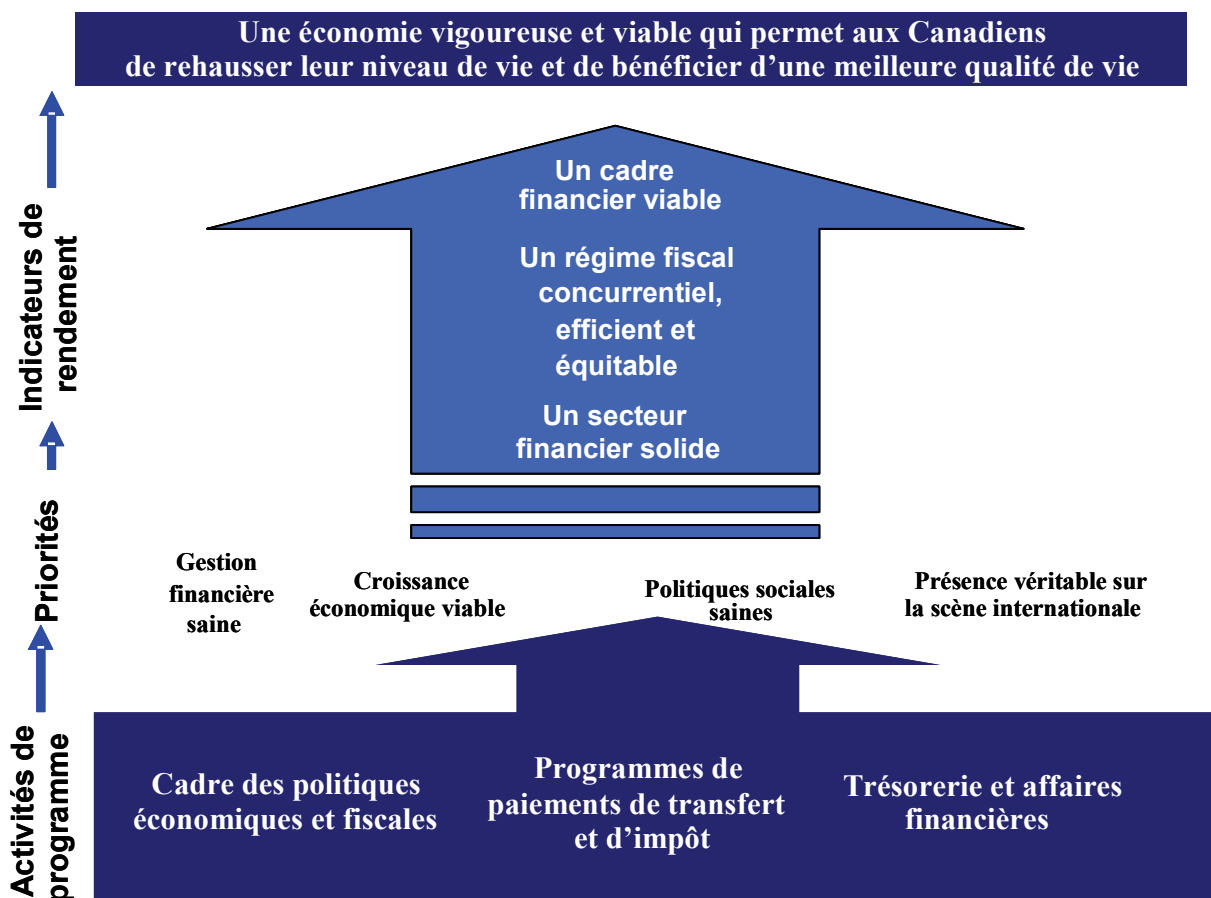 Une économie vigoureuse et viable qui permet aux Canadiens
de rehausser leur niveau de vie et de bénéficier d’une meilleure qualité de vie
Indicateurs de
rendement
Un cadre
financier viable
Un régime fiscal
concurrentiel,
efficient et
équitable
Un secteur
financier solide
Priorités
Gestion
financière
saine
Croissance
économique viable
Politiques sociales
saines
Présence véritable sur
la scène internationale
Activités de
programme
Cadre des politiques
économiques et fiscales
Programmes de
paiements de transfert
et d’impôt
Trésorerie et affaires
financières